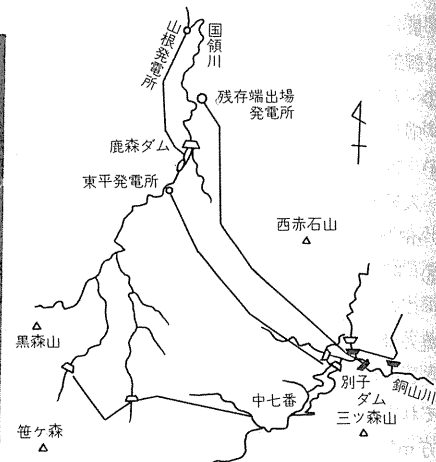 山根発電所
国領川
残存端出場
発電所
鹿森ダム
東平発電所
西赤石山
黒森山
別子
ダム
銅山川
中七番
三ツ森山
笹ヶ森